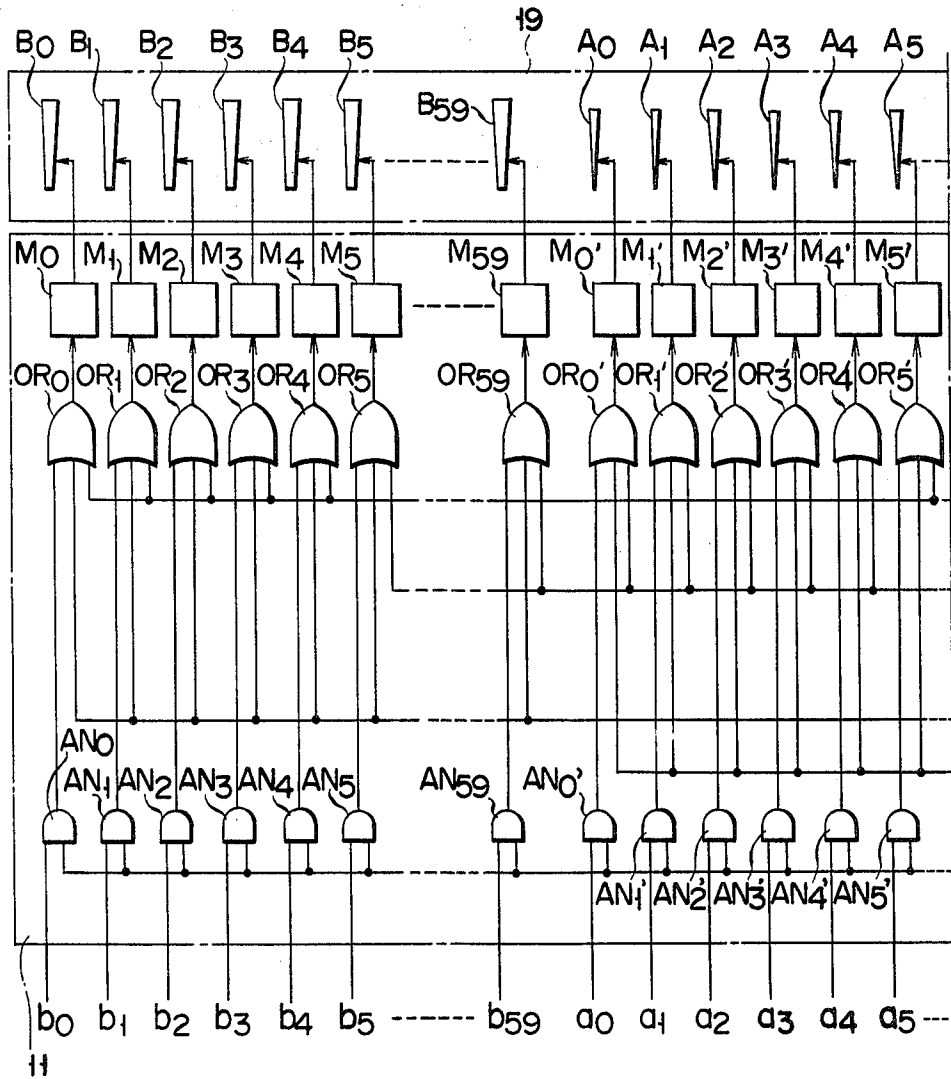 19
B0 B1 B2 B3 B4 B5 A0 A1 A2 A3 A4 A5
B59
M0 M1 M2 M3 M4 M5 M59 M0' M1' M2' M3' M4' M5'
OR0 OR1 OR2 OR3 OR4 OR5 OR59 OR0' OR1' OR2' OR3' OR4' OR5'
AN0
AN1 AN2 AN3 AN4 AN5 AN59 AN0'
AN1' AN2' AN3' AN4' AN5'
b0 b1 b2 b3 b4 b5 b59 a0 a1 a2 a3 a4 a5
11